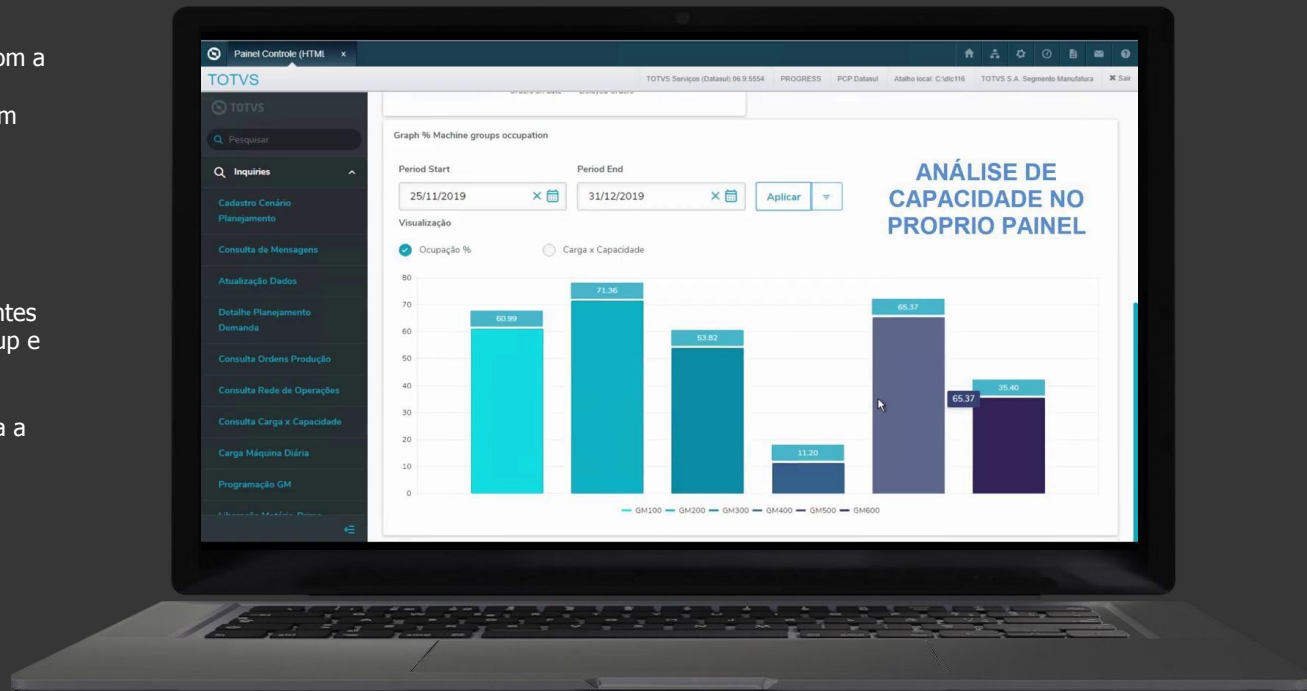 om a
m
ntes
up e
a a
Painel Controle (HTML ×
TOTVS
TOTVS Serviços (Datasul) 06.9.5554
PROGRESS
PCP Datasul
Atalho local: C:\dic116
TOTVS S.A. Segmento Manufatura
Sair
TOTVS
Pesquisar
Inquiries
Cadastro Cenário
Planejamento
Consulta de Mensagens
Atualização Dados
Detalhe Planejamento
Demanda
Consulta Ordens Produção
Consulta Rede de Operações
Consulta Carga x Capacidade
Carga Máquina Diária
Programação GM
Graph % Machine groups occupation
Period Start
Period End
25/11/2019
31/12/2019
Aplicar
ANÁLISE DE
CAPACIDADE NO
PROPRIO PAINEL
Visualização
Ocupação %
Carga x Capacidade
80
70
60
50
40
30
20
10
0
60.99
71.36
53.82
11.20
65.37
65.37
35.40
GM100 GM200 GM300 GM400 GM500 GM600